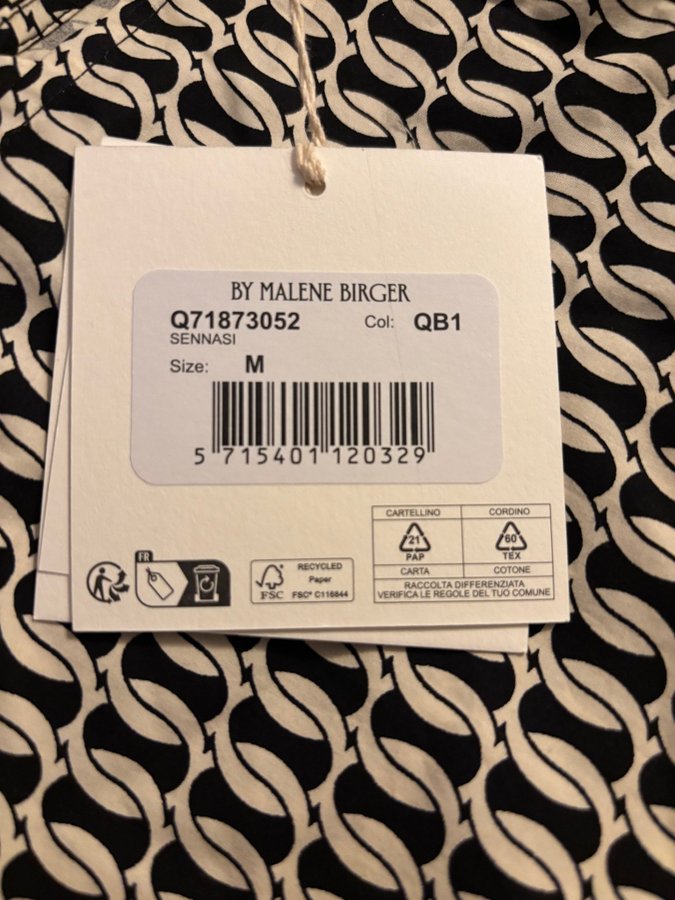 BY MALENE BIRGER
Q71873052 Col: QB1
SENNASI
Size: M
5 715401 120329
FR
FSC
RECYCLED
Paper
FSC® C116844
CARTELLINO CORDINO
21 60
PAP TEX
CARTA COTONE
RACCOLTA DIFFERENZIATA
VERIFICA LE REGOLE DEL TUO COMUNE